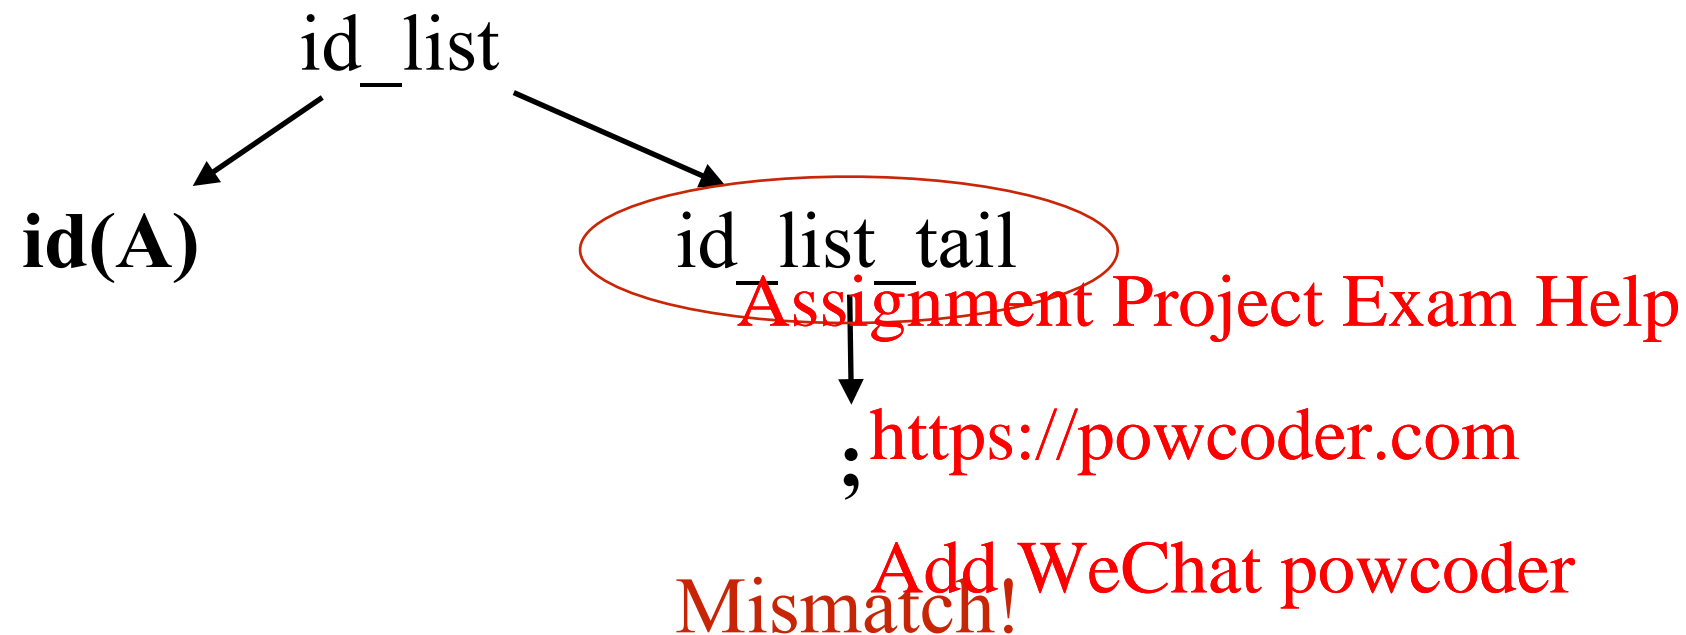 id_list
id(A)
id_list_tail
Assignment Project Exam Help
https://powcoder.com
;
Add WeChat powcoder
Mismatch!